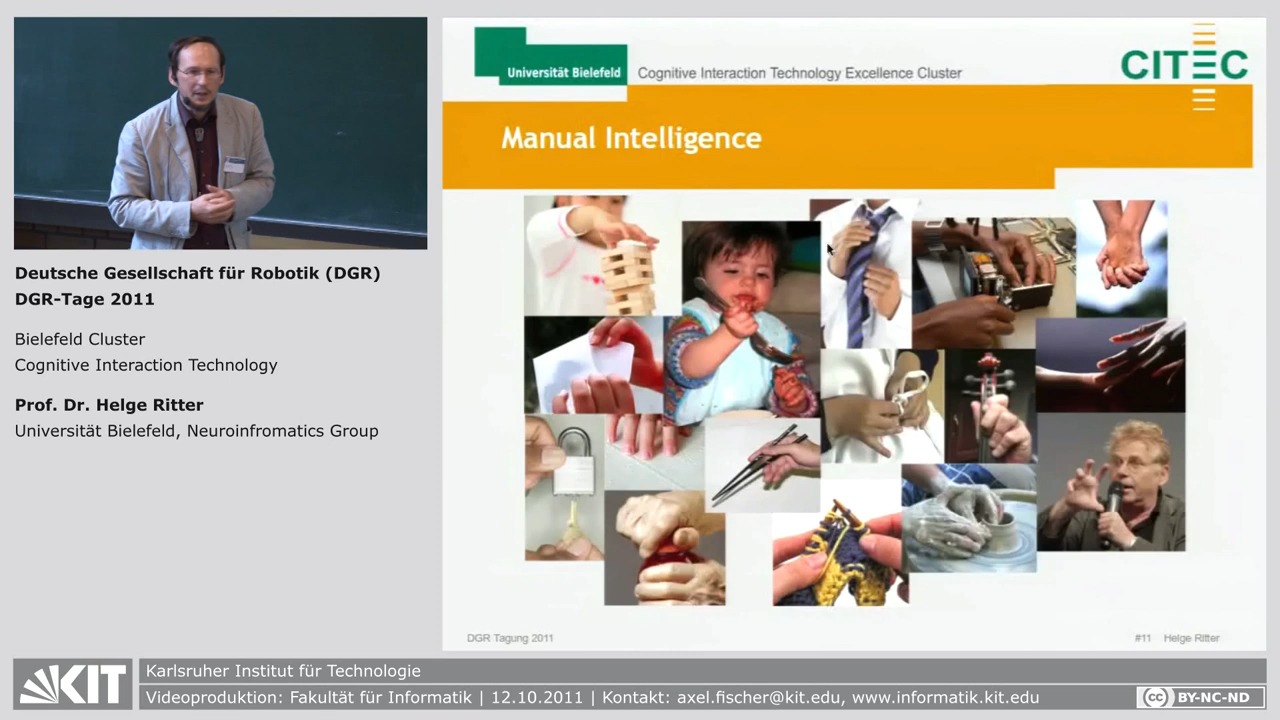 Universität Bielefeld
Cognitive Interaction Technology Excellence Cluster
CITEC
Manual Intelligence
Deutsche Gesellschaft für Robotik (DGR)
DGR-Tage 2011
Bielefeld Cluster
Cognitive Interaction Technology
Prof. Dr. Helge Ritter
Universität Bielefeld, Neuroinfromatics Group
DGR Tagung 2011
#11 Helge Ritter
KIT
Karlsruher Institut für Technologie
Videoproduktion: Fakultät für Informatik | 12.10.2011 | Kontakt: axel.fischer@kit.edu, www.informatik.kit.edu
cc BY-NC-ND